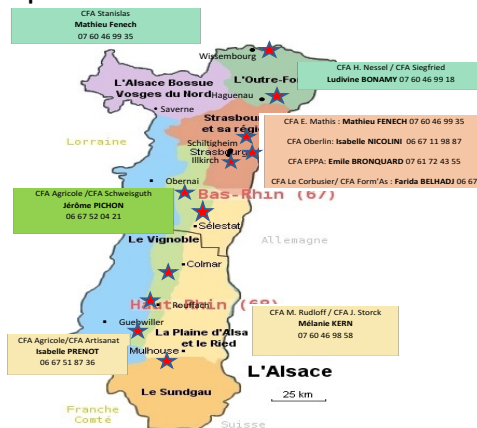 CFA Stanislas
Mathieu Fenech
07 60 46 99 35
Wissembourg
CFA H. Nessel / CFA Siegfried
Ludivine BONAMY 07 60 46 99 18
L'Alsace Bossue
Vosges du Nord
L'Outre-Fo
Haguenau
Saverne
Strasbou
et sa régio
Schiltigheim
Strasbourg
Illkirch
CFA E. Mathis : Mathieu FENECH 07 60 46 99 35
CFA Oberlin: Isabelle NICOLINI 06 67 11 98 87
CFA EPPA: Emile BRONQUARD 07 61 72 43 55
CFA Le Corbusier/ CFA Form'As : Farida BELHADJ 06 67
Lorraine
Obernai
Bas-Rhin (67)
CFA Agricole /CFA Schweisguth
Jérôme PICHON
06 67 52 04 21
Sélestat
Le Vignoble
Allemagne
Colmar
Haut-Rhin (68)
Rouffach
Guebwiller
La Plaine d'Alsa
et le Ried
CFA M. Rudloff / CFA J. Storck
Mélanie KERN
07 60 46 98 58
CFA Agricole/CFA Artisanat
Isabelle PRENOT
06 67 51 87 36
Mulhouse
L'Alsace
25 km
Le Sundgau
Franche
Comté
Suisse